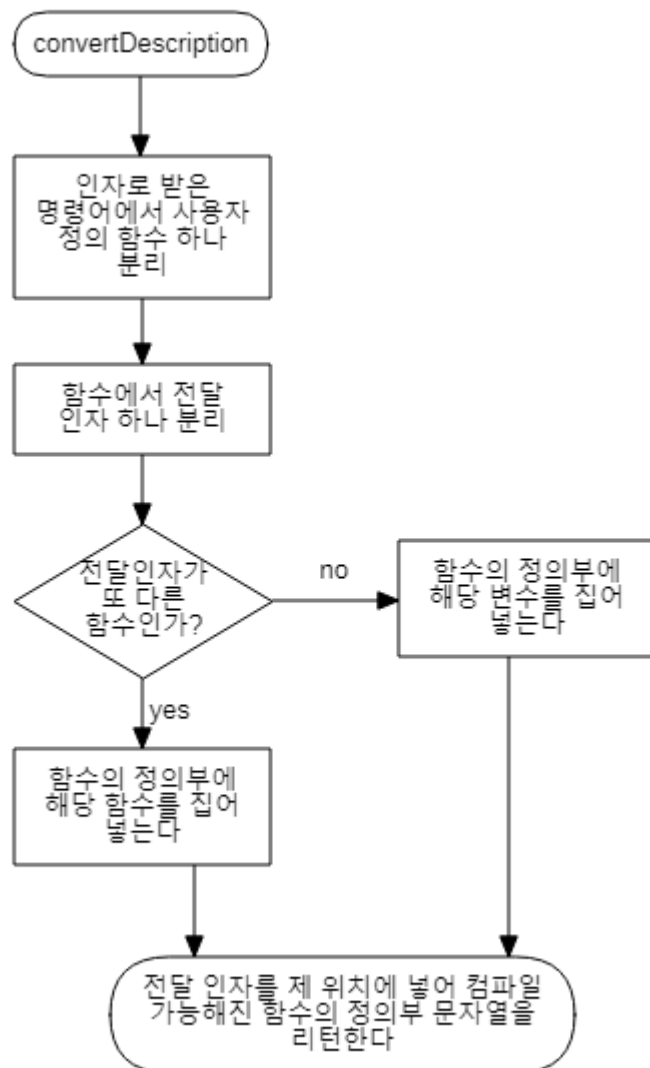 convertDescription
인자로 받은
명령어에서 사용자
정의 함수 하나
분리
함수에서 전달
인자 하나 분리
전달인자가
또 다른
함수인가?
no
함수의 정의부에
해당 변수를 집어
넣는다
yes
함수의 정의부에
해당 함수를 집어
넣는다
전달 인자를 제 위치에 넣어 컴파일
가능해진 함수의 정의부 문자열을
리턴한다